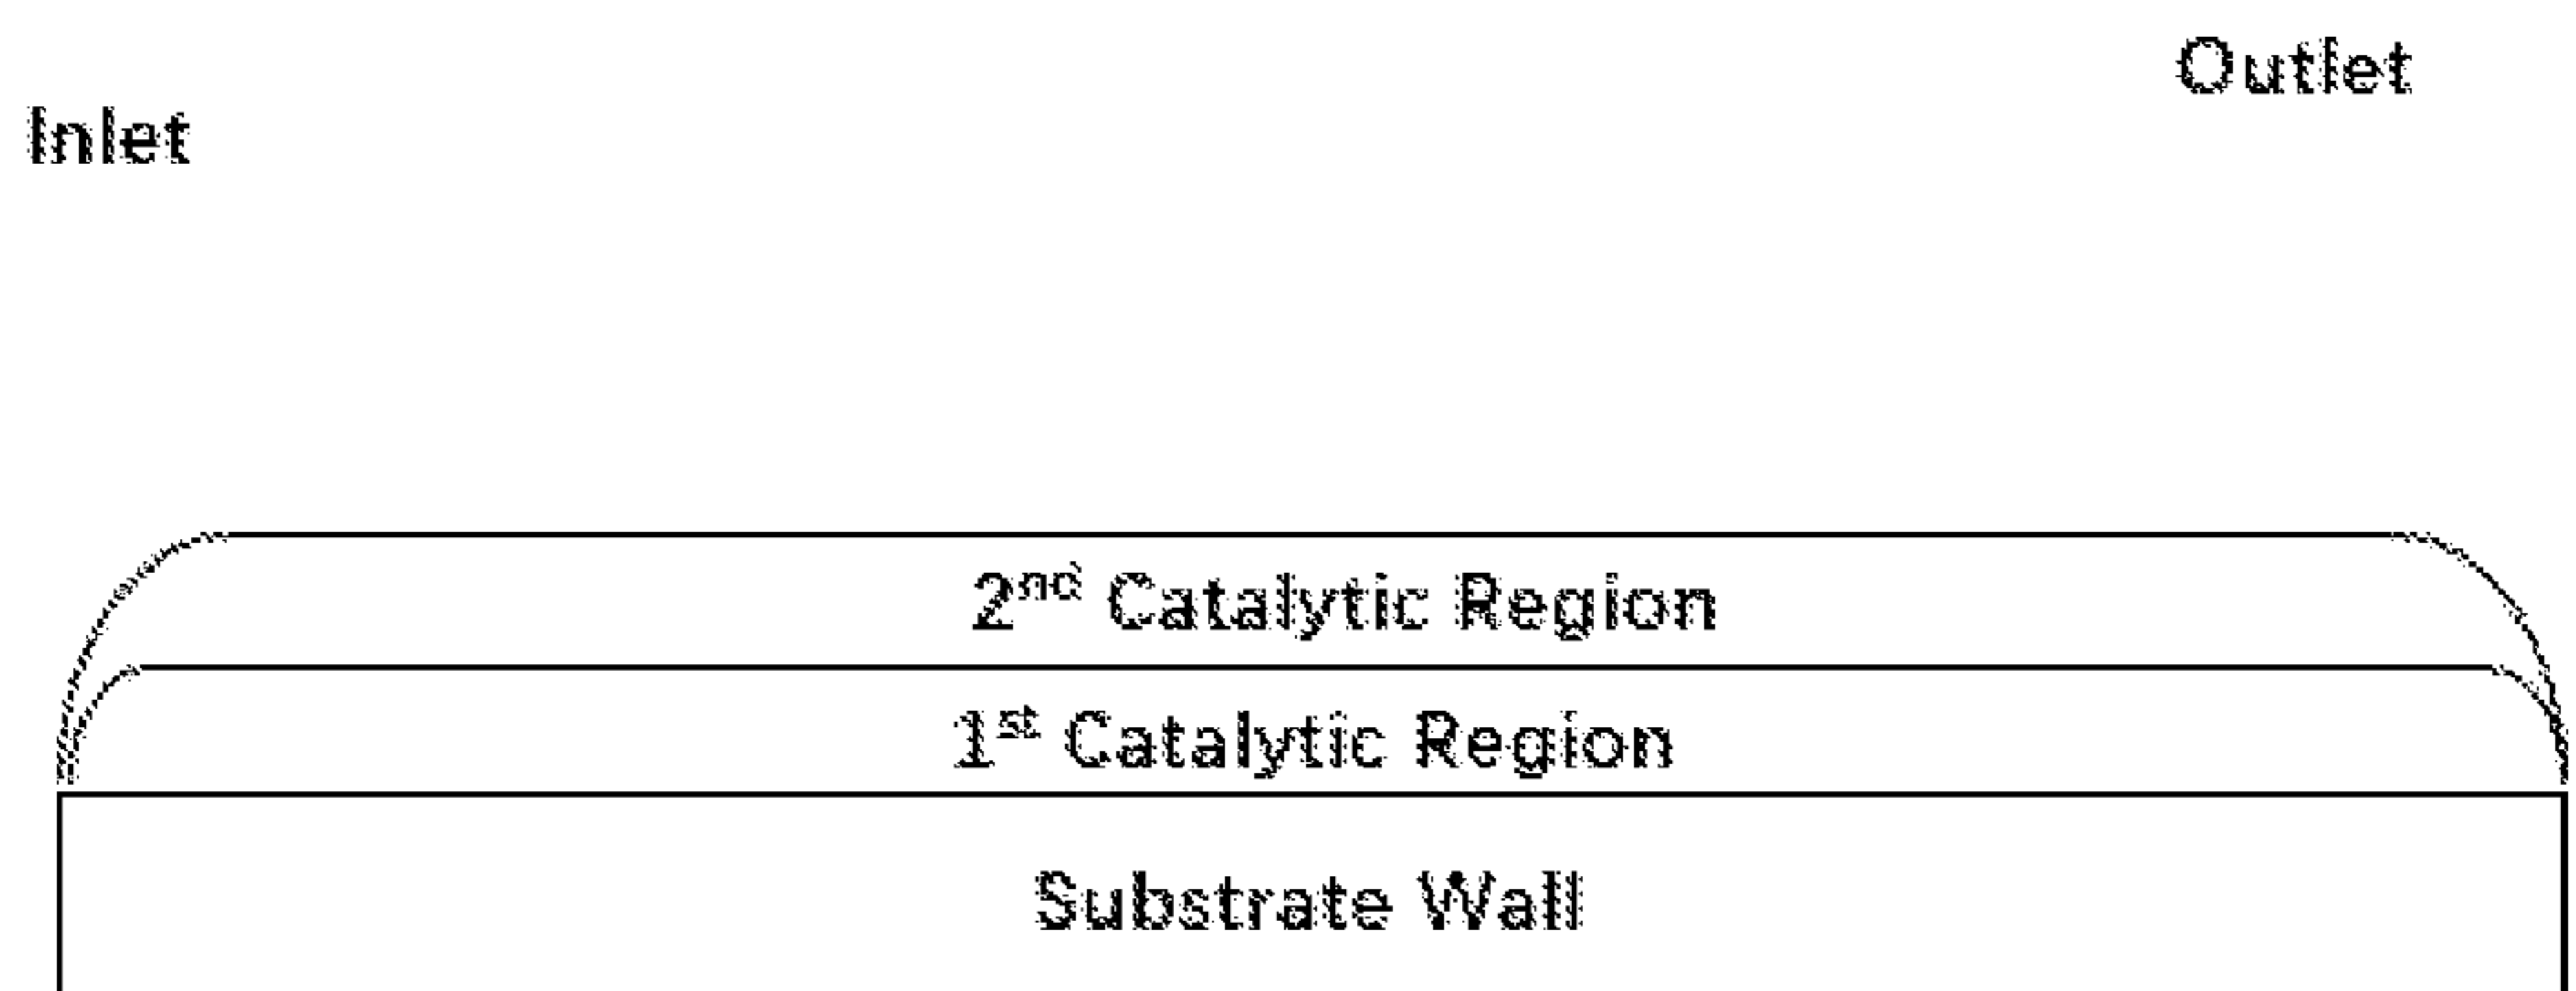 Outlet
Inlet
2nd Catalytic Region
1st Catalytic Region
Substrate Wall